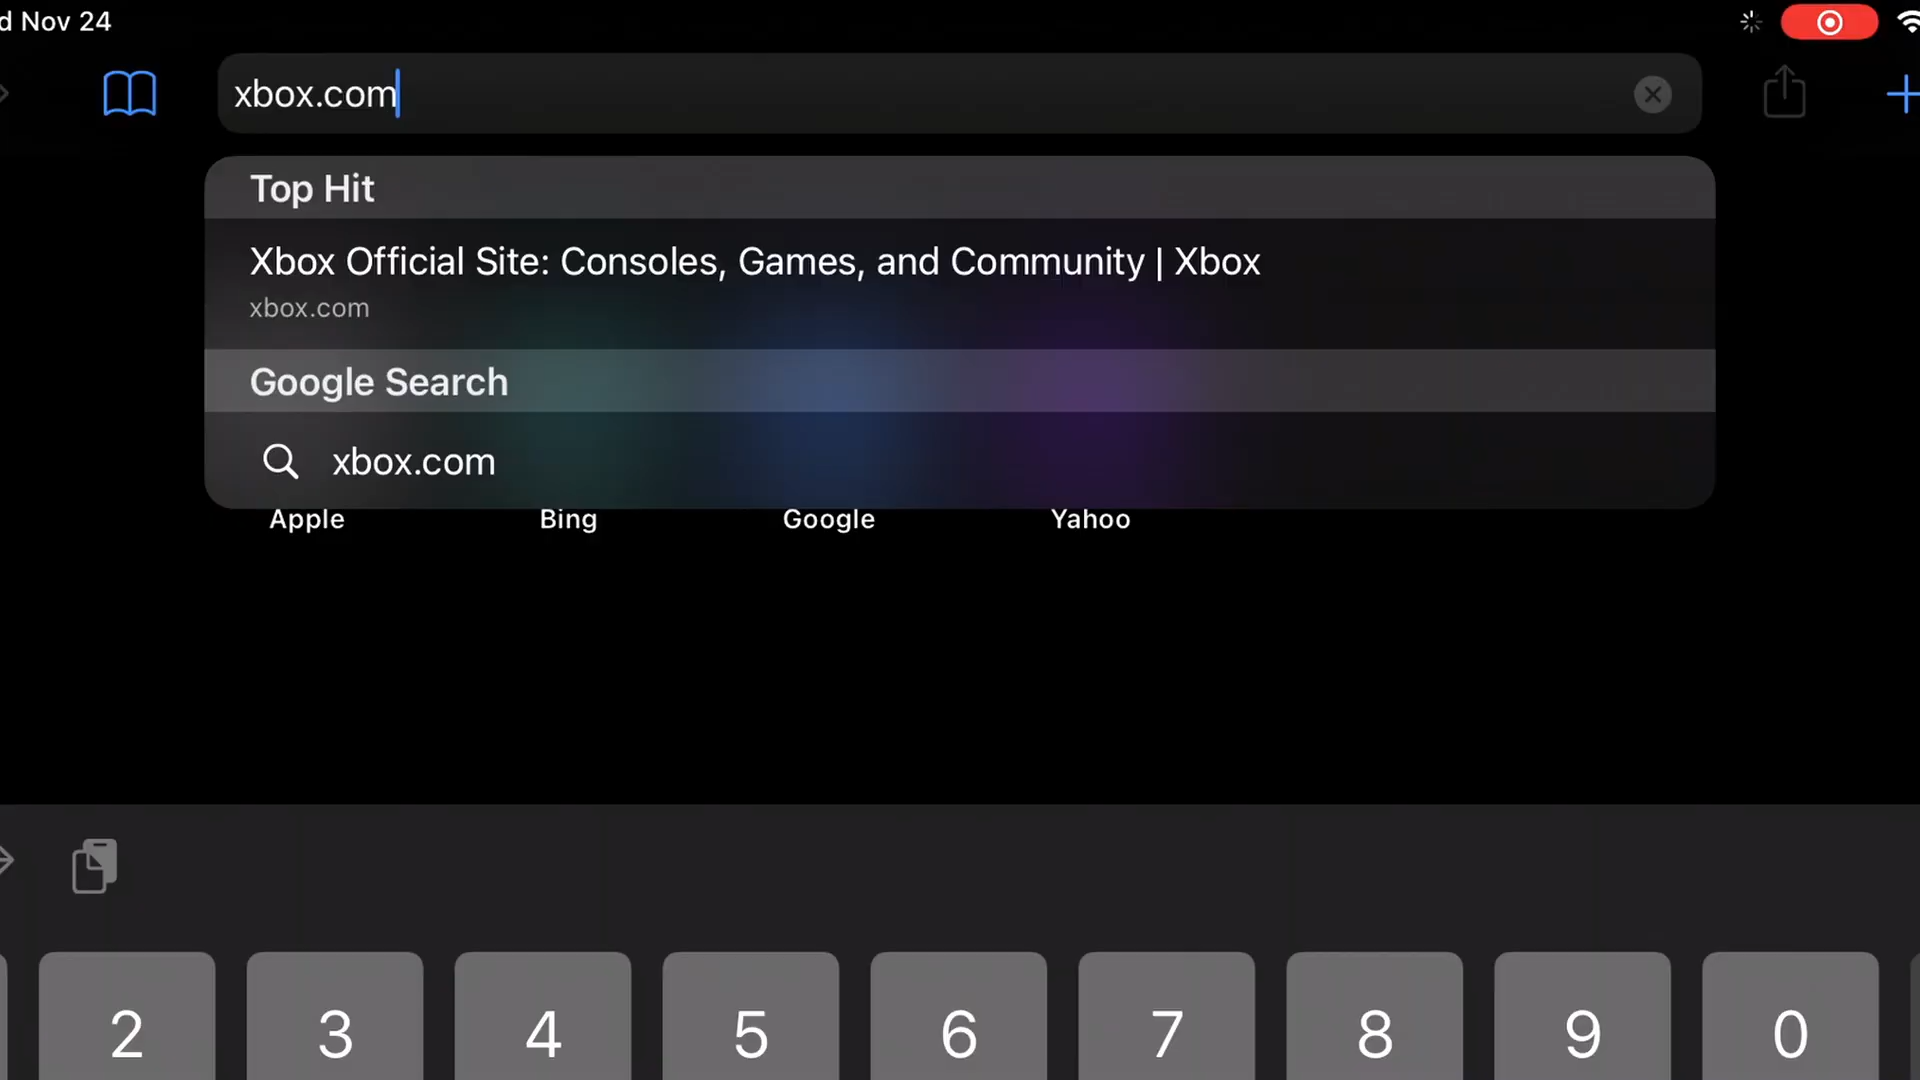 d Nov 24
xbox.com
Top Hit
Xbox Official Site: Consoles, Games, and Community | Xbox
xbox.com
Google Search
xbox.com
Apple
Bing
Google
Yahoo
2 3 4 5 6 7 8 9 0